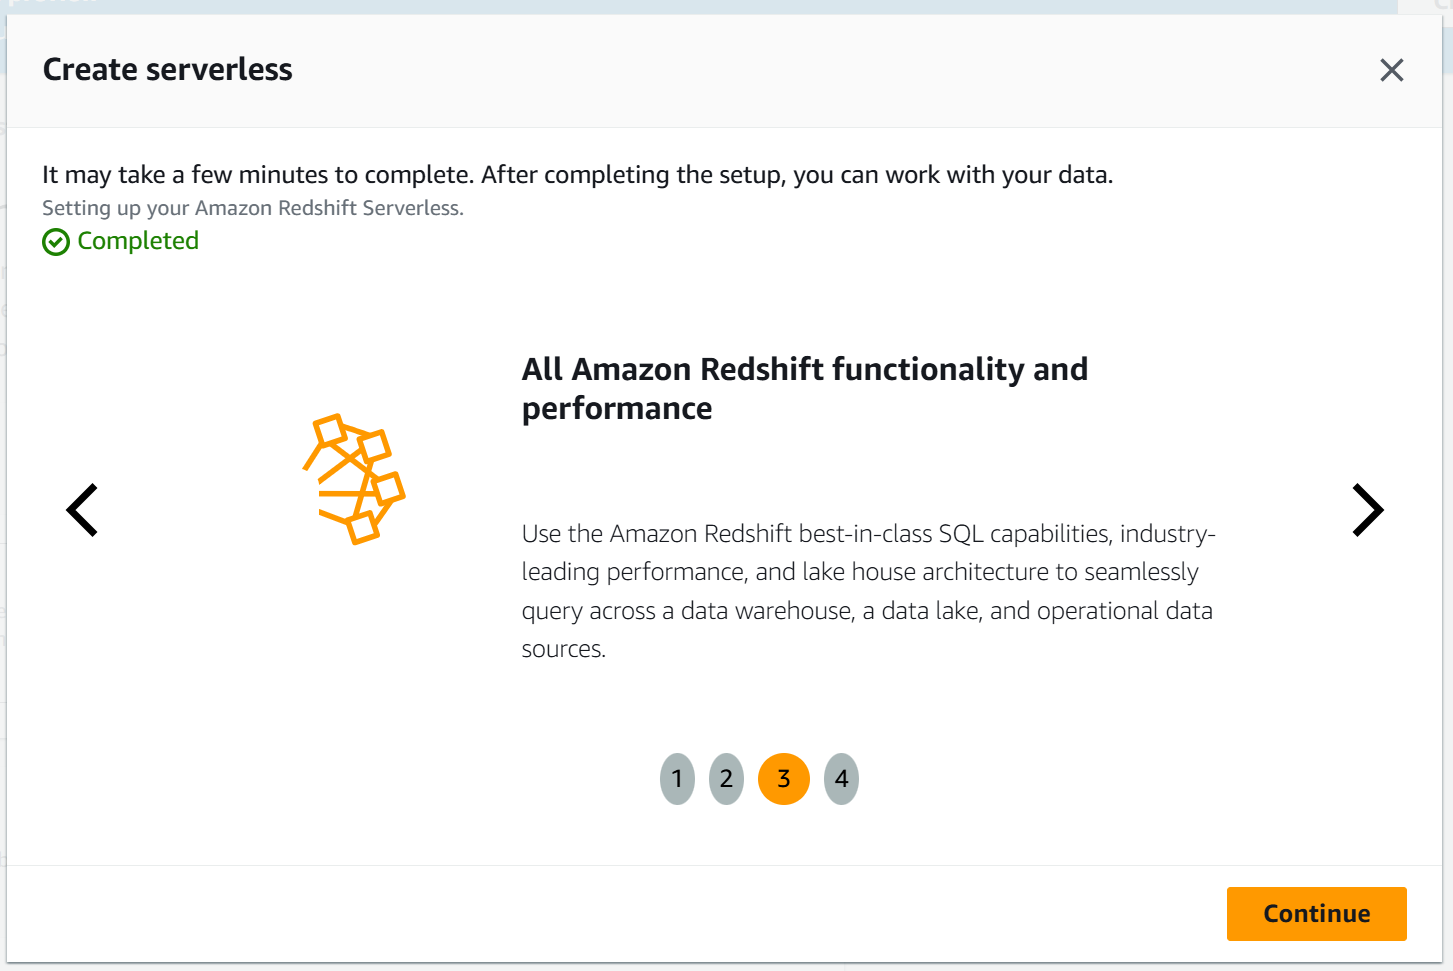 Create serverless
It may take a few minutes to complete. After completing the setup, you can work with your data.
Setting up your Amazon Redshift Serverless.
Completed
All Amazon Redshift functionality and
performance
Use the Amazon Redshift best-in-class SQL capabilities, industry-
leading performance, and lake house architecture to seamlessly
query across a data warehouse, a data lake, and operational data
sources.
1 2 3 4
Continue